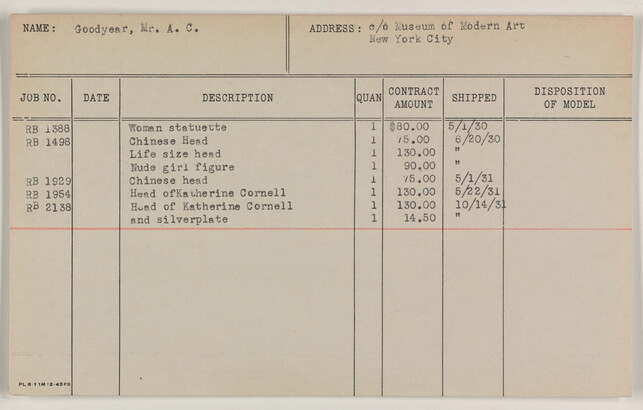 NAME: Goodyear, Mr. A. C. ADDRESS: c/o Museum of Modern Art
New York City
JOB NO. DATE DESCRIPTION QUAN CONTRACT AMOUNT SHIPPED DISPOSITION OF MODEL
RB 1388 Woman statuette 1 $80.00 5/1/30
RB 1498 Chinese Head 1 75.00 6/20/30
Life size head 1 130.00 "
Nude girl figure 1 90.00 "
RB 1929 Chinese head 1 75.00 5/1/31
RB 1954 Head ofKatherine Cornell 1 130.00 5/22/31
RB 2138 Head of Katherine Cornell 1 130.00 10/14/31
and silverplate 1 14.50 "